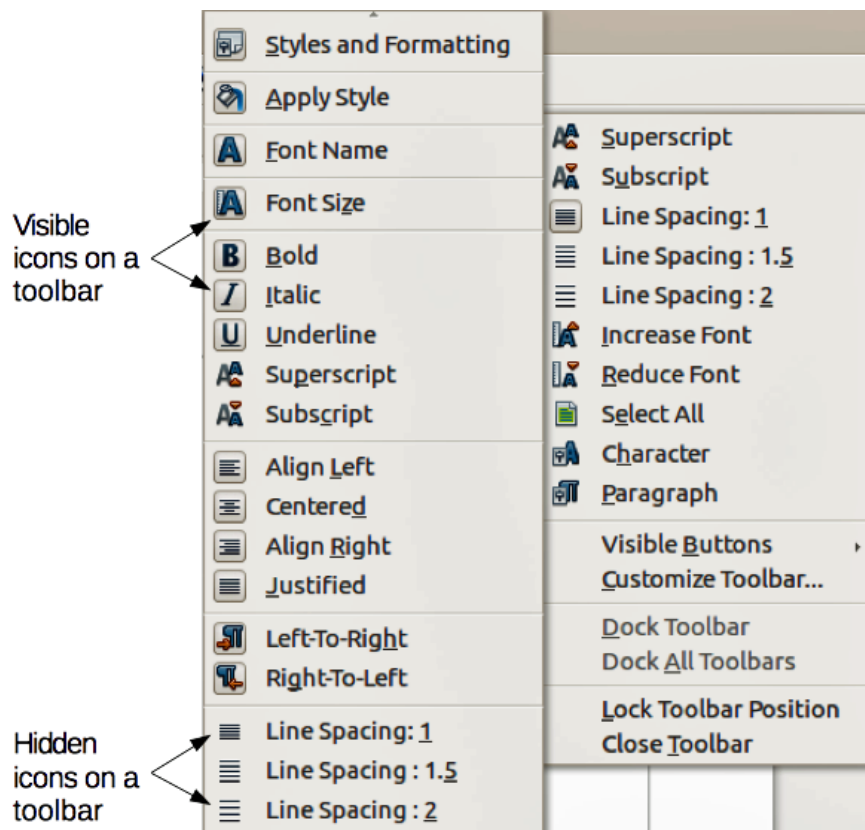 Visible
icons on a
toolbar
Hidden
icons on a
toolbar
Styles and Formatting
Apply Style
Font Name
Font Size
Bold
Italic
Underline
Superscript
Subscript
Align Left
Centered
Align Right
Justified
Left-To-Right
Right-To-Left
Line Spacing: 1
Line Spacing : 1.5
Line Spacing : 2
Superscript
Subscript
Line Spacing: 1
Line Spacing : 1.5
Line Spacing : 2
Increase Font
Reduce Font
Select All
Character
Paragraph
Visible Buttons
Customize Toolbar...
Dock Toolbar
Dock All Toolbars
Lock Toolbar Position
Close Toolbar